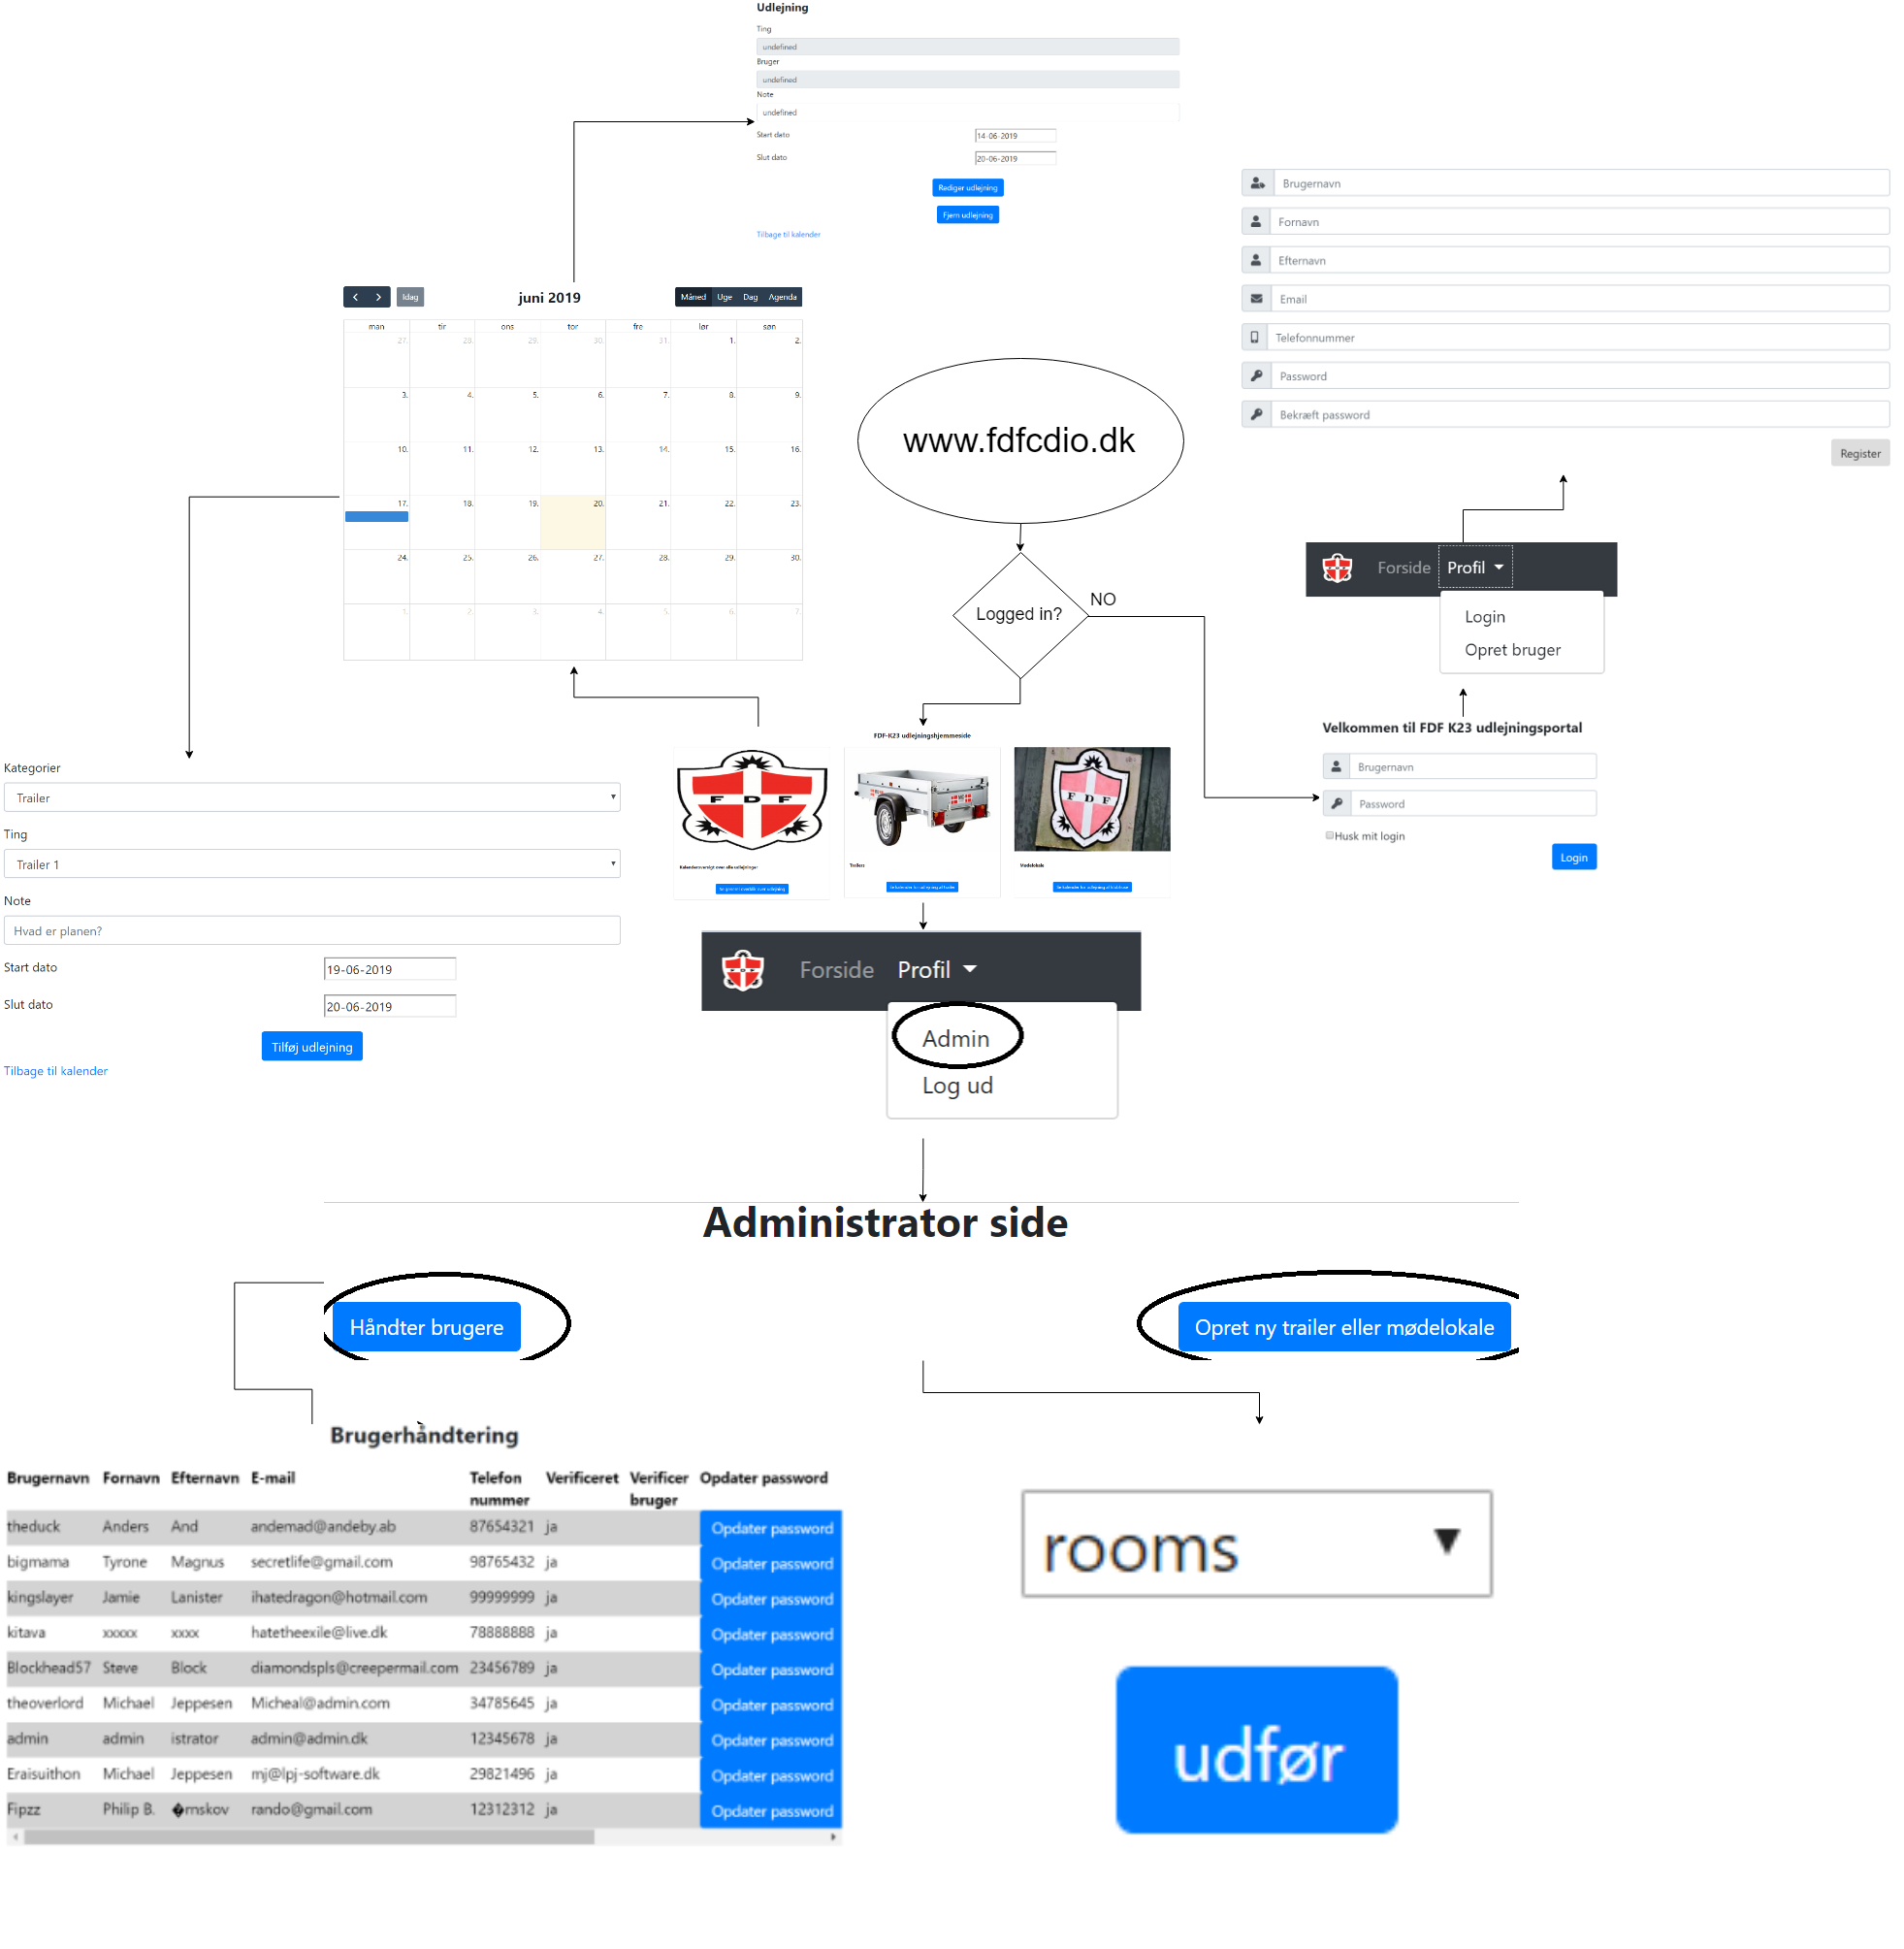 Udlejning
Ting
undefined
Bruger
undefined
Note
undefined
Start dato
14-06-2019
Slut dato
20-06-2019
Rediger udlejning
Fjern udlejning
Tilbage til kalender
Brugernavn
Fornavn
Efternavn
Email
Telefonnummer
Password
Bekræft password
Register
Idag
juni 2019
Måned Uge Dag Agenda
man tir ons tor fre lør søn
27. 28. 29. 30. 31. 1. 2.
3. 4. 5. 6. 7. 8. 9.
10. 11. 12. 13. 14. 15. 16.
17. 18. 19. 20. 21. 22. 23.
24. 25. 26. 27. 28. 29. 30.
1. 2. 3. 4. 5. 6. 7.
www.fdfcdio.dk
Logged in?
NO
Forside Profil
Login
Opret bruger
Velkommen til FDF K23 udlejningsportal
Brugernavn
Password
Husk mit login
Login
FDF-K23 udlejningshjemmeside
FDF
FDF
Kalenderoversigt over alle udlejninger
Trailers
Mødelokale
Kategorier
Trailer
Ting
Trailer 1
Note
Hvad er planen?
Start dato
19-06-2019
Slut dato
20-06-2019
Tilføj udlejning
Tilbage til kalender
Forside Profil
Admin
Log ud
Administrator side
Håndter brugere
Opret ny trailer eller mødelokale
Brugerhåndtering
Brugernavn Fornavn Efternavn E-mail Telefon nummer Verificeret Verificer bruger Opdater password
theduck Anders And andemad@andeby.ab 87654321 ja Opdater password
bigmama Tyrone Magnus secretlife@gmail.com 98765432 ja Opdater password
kingslayer Jamie Lanister ihatedragon@hotmail.com 99999999 ja Opdater password
kitava xxxxx xxxx hatetheexile@live.dk 78888888 ja Opdater password
Blockhead57 Steve Block diamondspls@creepermail.com 23456789 ja Opdater password
theoverlord Michael Jeppesen Micheal@admin.com 34785645 ja Opdater password
admin admin istrator admin@admin.dk 12345678 ja Opdater password
Eraisuithon Michael Jeppesen mj@lpj-software.dk 29821496 ja Opdater password
Fipzz Philip B. �rnskov rando@gmail.com 12312312 ja Opdater password
rooms
udfør